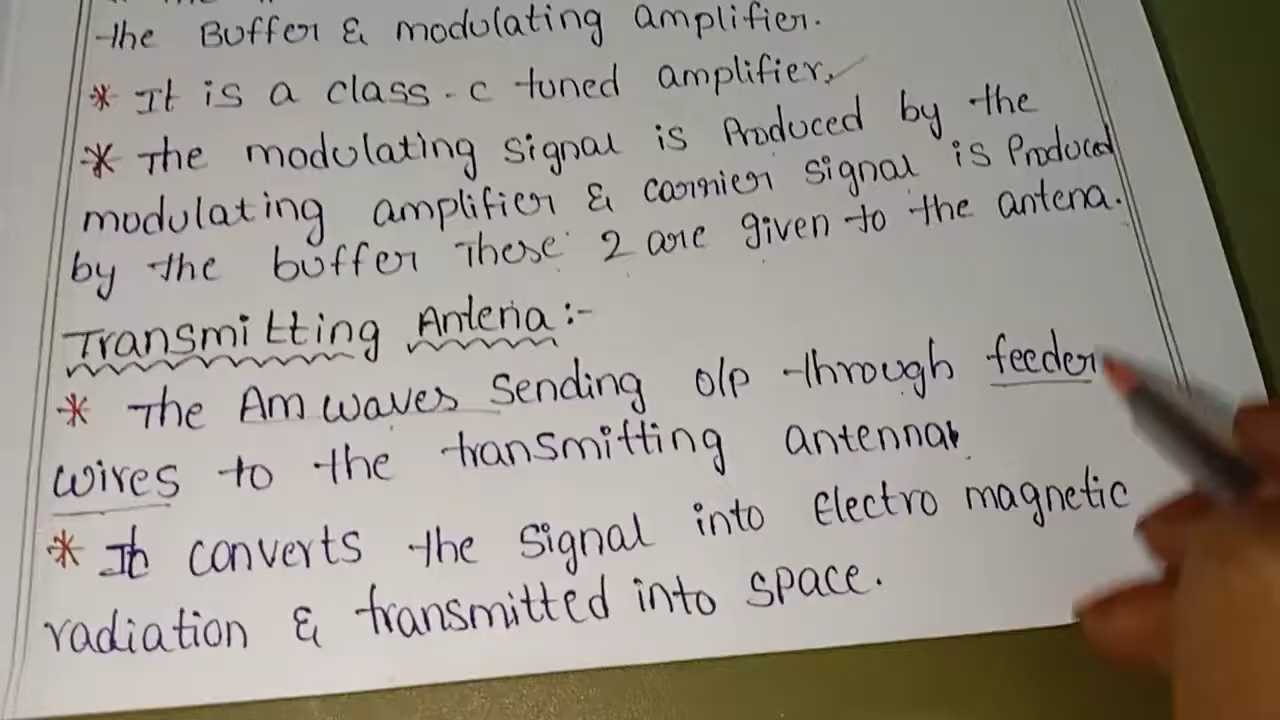 the Buffer & modulating amplifier.
* It is a class-c tuned amplifier.
* The modulating signal is Produced by the
modulating amplifier & carrier signal is Produced
by the buffer These 2 are given to the antena.
Transmitting Antena :-
* The Am waves sending o/p through feeder
wires to the transmitting antenna.
* It converts the signal into Electro magnetic
radiation & transmitted into space.